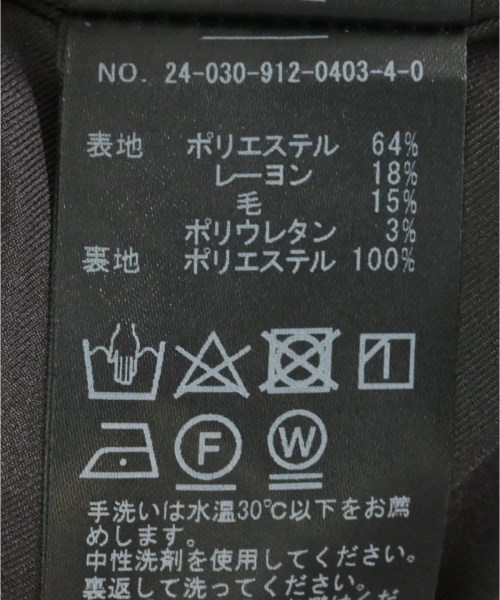 NO. 24-030-912-0403-4-0
表地 ポリエステル 64%
レーヨン 18%
毛 15%
ポリウレタン 3%
裏地 ポリエステル 100%
F
W
手洗いは水温30℃以下をお薦
めします。
中性洗剤を使用してください。
裏返して洗ってください。